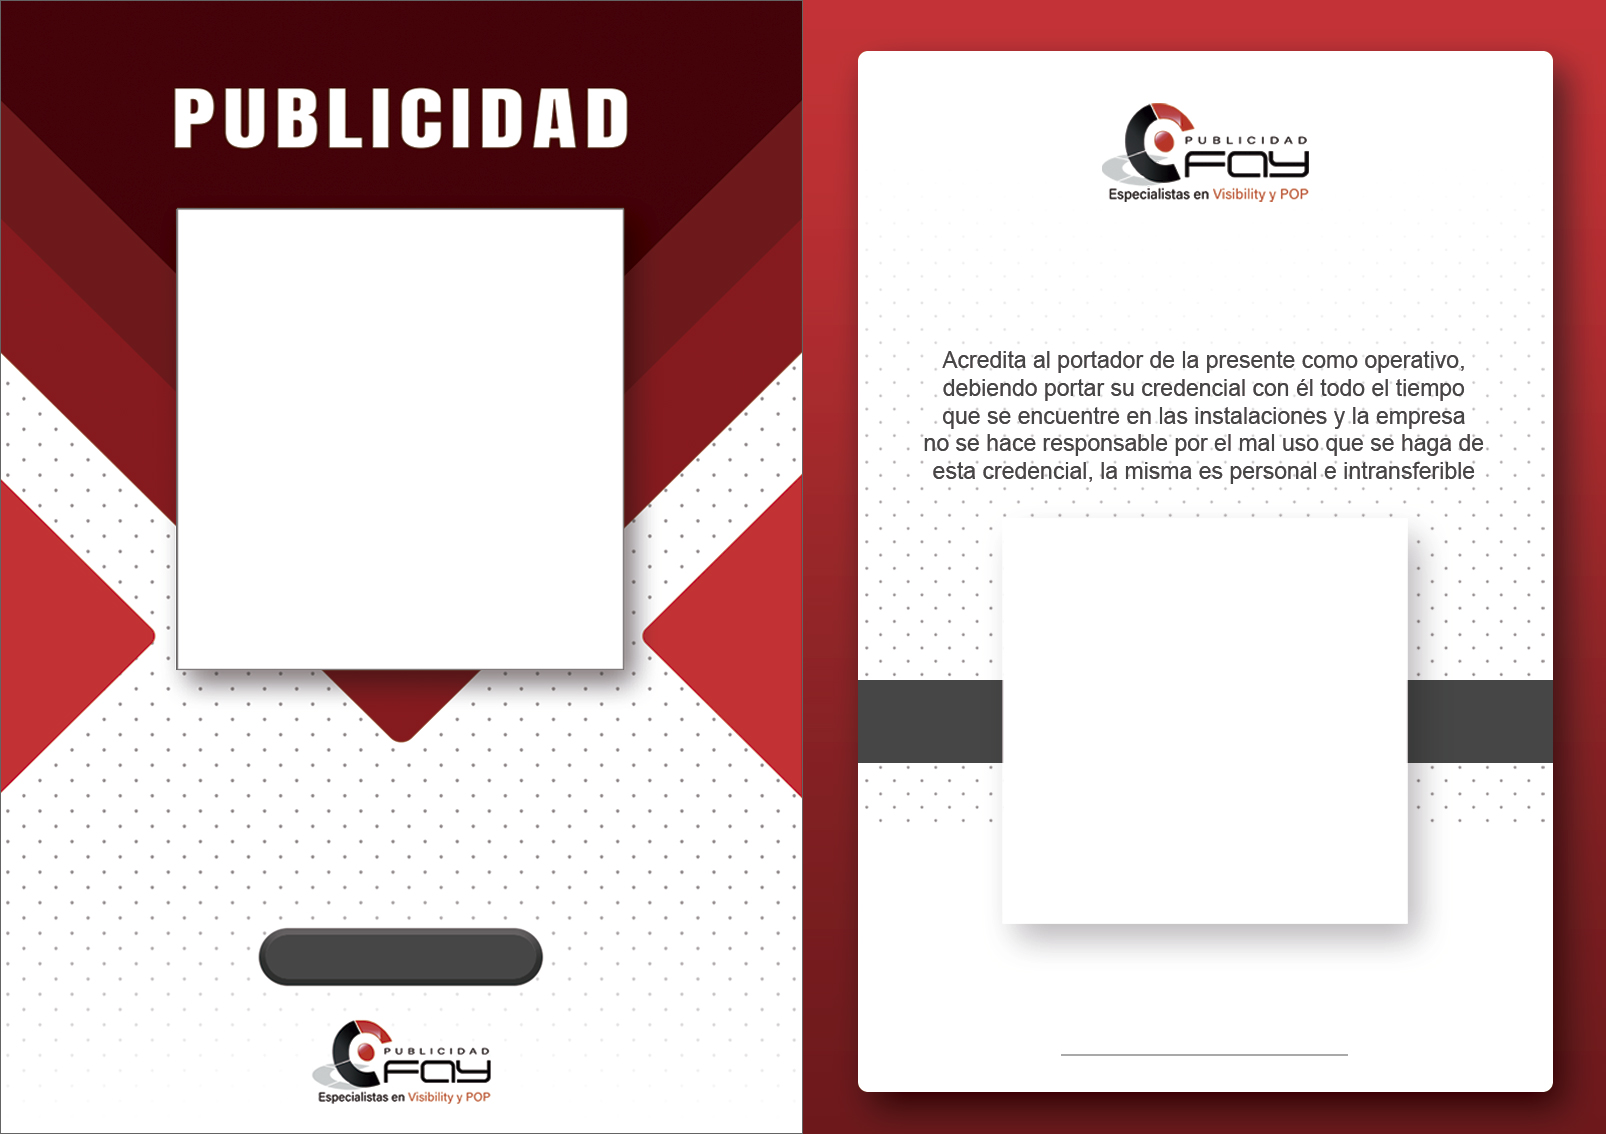 PUBLICIDAD
PUBLICIDAD
FAY
Especialistas en Visibility y POP
PUBLICIDAD
FAY
Especialistas en Visibility y POP
Acredita al portador de la presente como operativo,
debiendo portar su credencial con él todo el tiempo
que se encuentre en las instalaciones y la empresa
no se hace responsable por el mal uso que se haga de
esta credencial, la misma es personal e intransferible